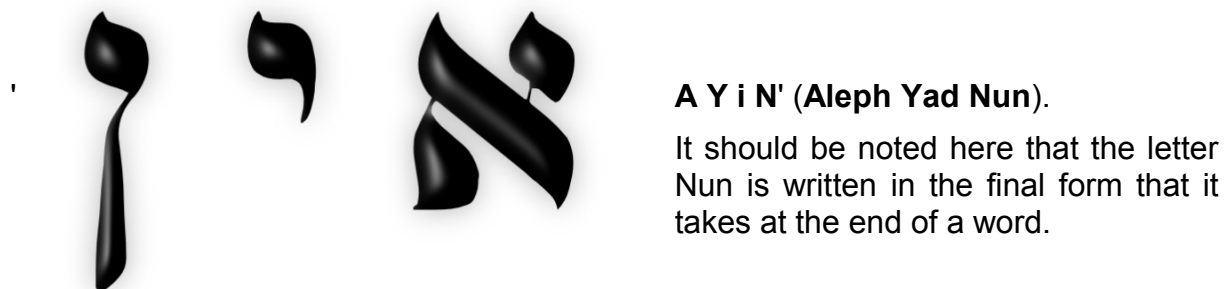 אין'
A Y i N' (Aleph Yad Nun).
It should be noted here that the letter
Nun is written in the final form that it
takes at the end of a word.